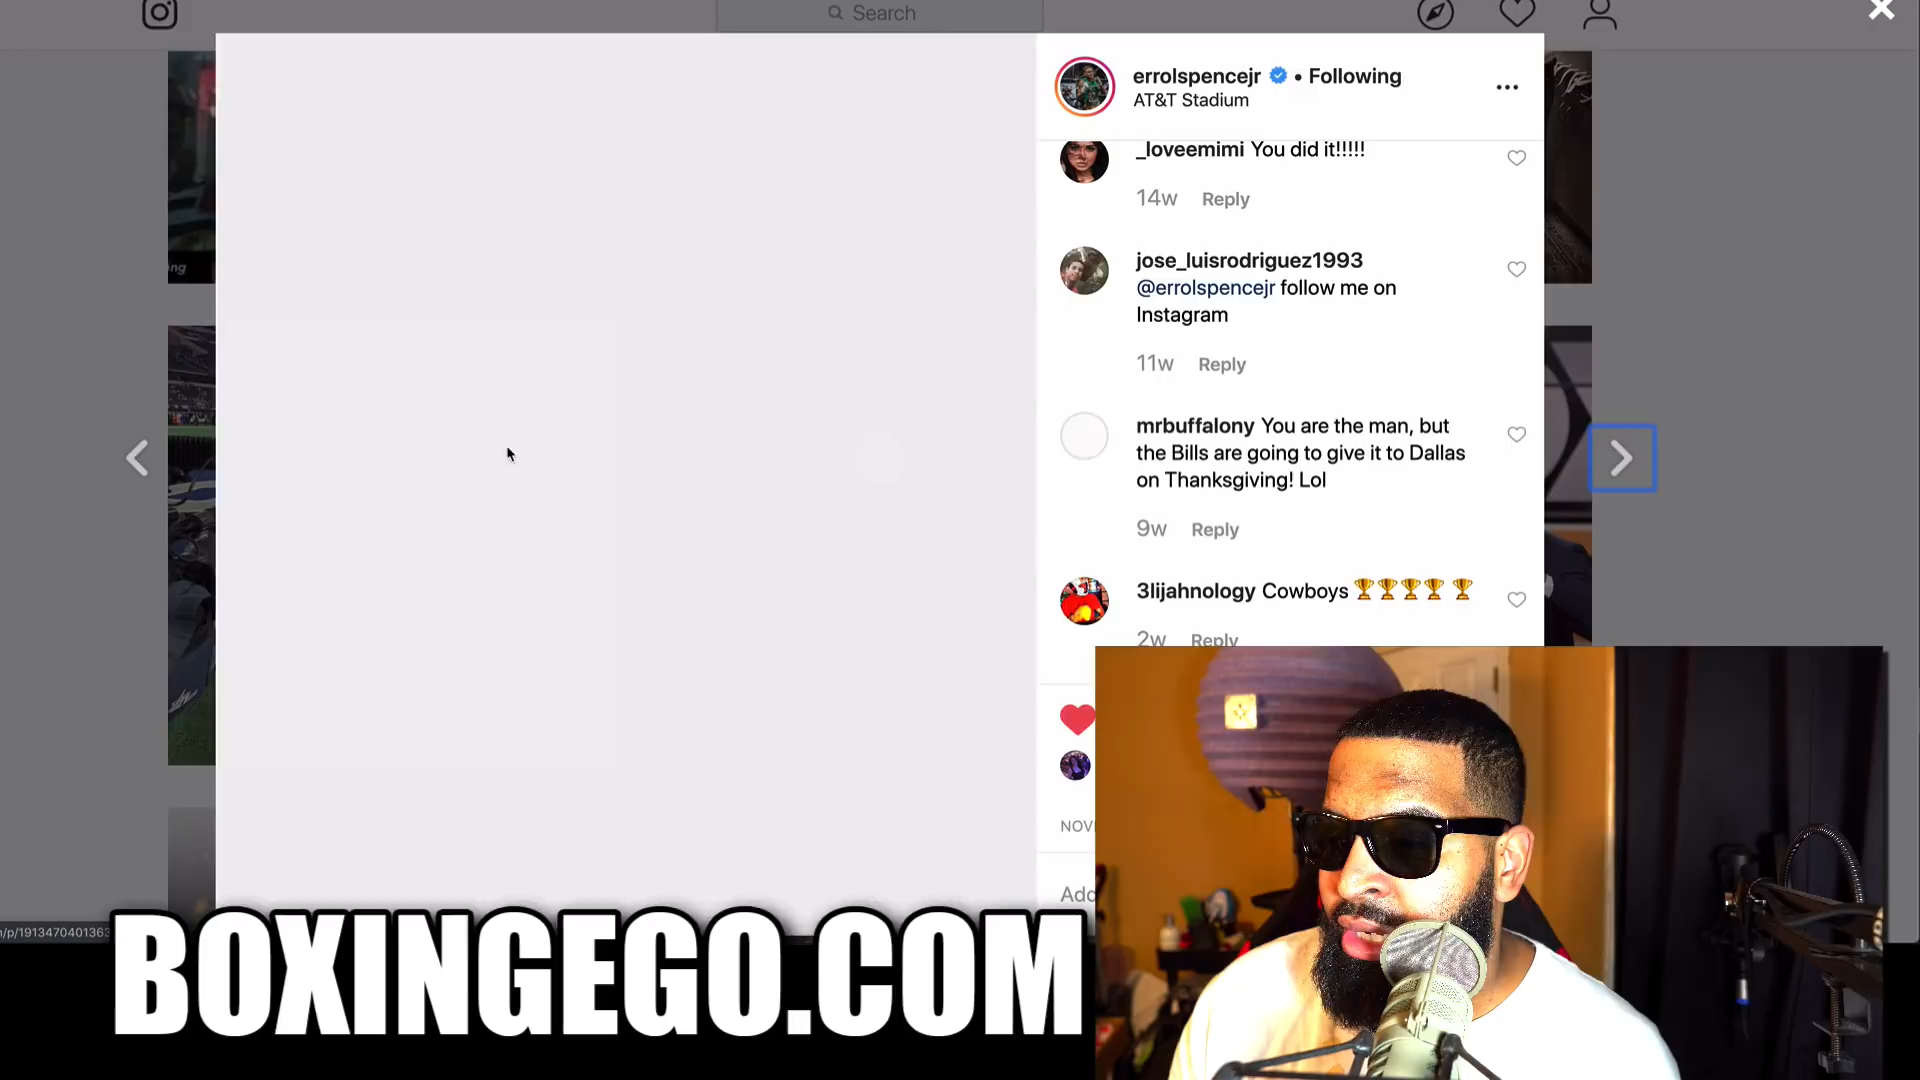 Search
errolspencejr • Following
AT&T Stadium
_loveemimi You did it!!!!!
14w Reply
jose_luisrodriguez1993
@errolspencejr follow me on
Instagram
11w Reply
mrbuffalony You are the man, but
the Bills are going to give it to Dallas
on Thanksgiving! Lol
9w Reply
3lijahnology Cowboys 🏆🏆🏆🏆 🏆
2w Reply
NOV
Add
ing
n/p/1913470401363
BOXINGEGO.COM